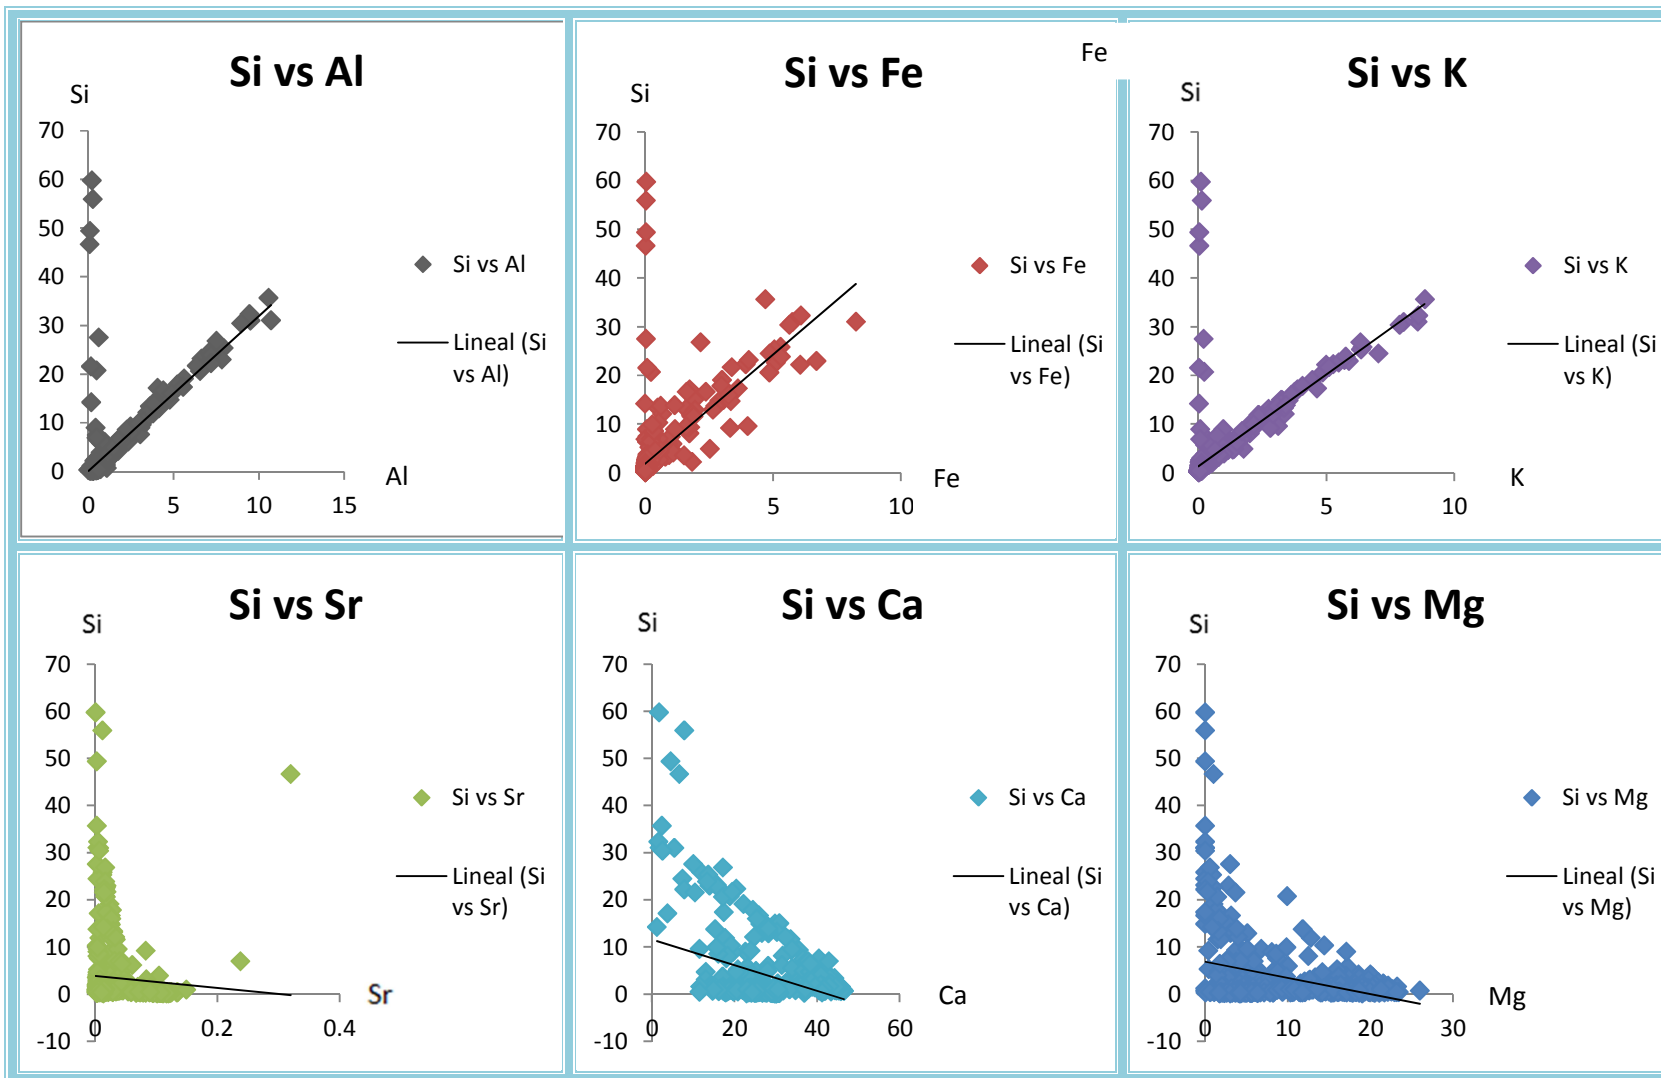 Si vs Al
Si
70
60
50
40
30
20
10
0
0
5
10
15
Al
Si vs Al
Lineal (Si
vs Al)
Si vs Fe
Fe
Si
70
60
50
40
30
20
10
0
0
5
10
Fe
Si vs Fe
Lineal (Si
vs Fe)
Si vs K
Si
70
60
50
40
30
20
10
0
0
5
10
K
Si vs K
Lineal (Si
vs K)
Si vs Sr
Si
70
60
50
40
30
20
10
0
-10
0
0.2
0.4
Sr
Si vs Sr
Lineal (Si
vs Sr)
Si vs Ca
Si
70
60
50
40
30
20
10
0
-10
0
20
40
60
Ca
Si vs Ca
Lineal (Si
vs Ca)
Si vs Mg
Si
70
60
50
40
30
20
10
0
-10
0
10
20
30
Mg
Si vs Mg
Lineal (Si
vs Mg)